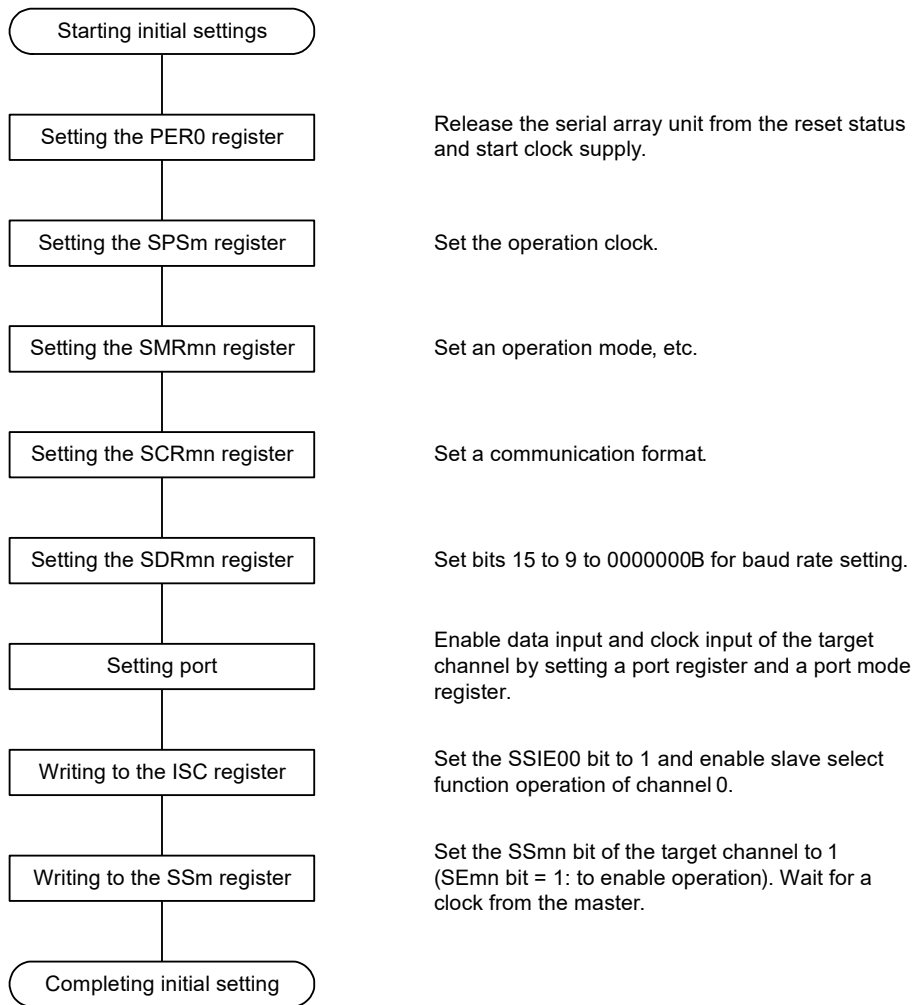 Starting initial settings
Setting the PER0 register
Release the serial array unit from the reset status
and start clock supply.
Setting the SPSm register
Set the operation clock.
Setting the SMRmn register
Set an operation mode, etc.
Setting the SCRmn register
Set a communication format.
Setting the SDRmn register
Set bits 15 to 9 to 0000000B for baud rate setting.
Setting port
Enable data input and clock input of the target
channel by setting a port register and a port mode
register.
Writing to the ISC register
Set the SSIE00 bit to 1 and enable slave select
function operation of channel 0.
Writing to the SSm register
Set the SSmn bit of the target channel to 1
(SEmn bit = 1: to enable operation). Wait for a
clock from the master.
Completing initial setting